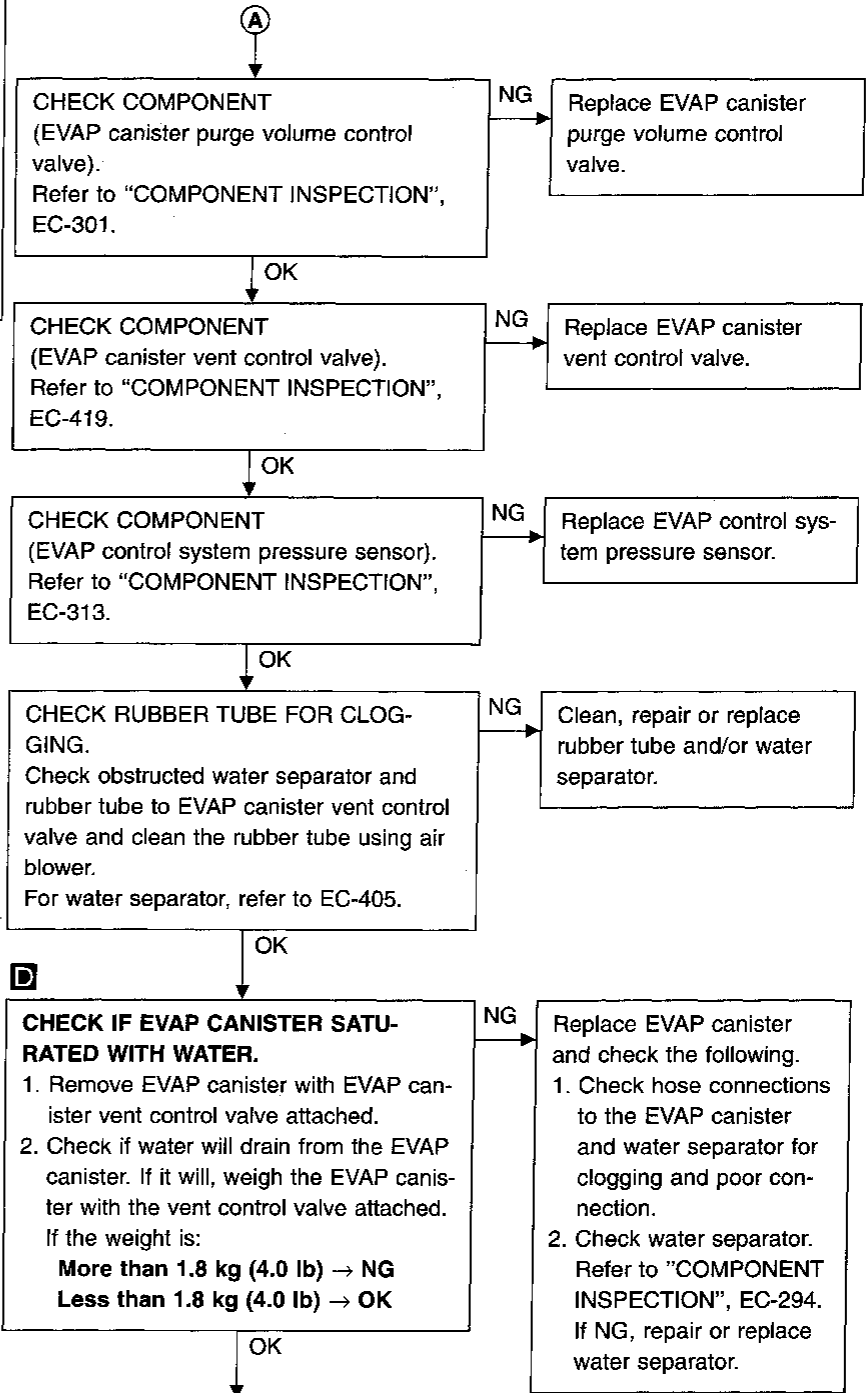 A
CHECK COMPONENT
(EVAP canister purge volume control
valve).
Refer to “COMPONENT INSPECTION”,
EC-301.
NG
Replace EVAP canister
purge volume control
valve.
OK
CHECK COMPONENT
(EVAP canister vent control valve).
Refer to “COMPONENT INSPECTION”,
EC-419.
NG
Replace EVAP canister
vent control valve.
OK
CHECK COMPONENT
(EVAP control system pressure sensor).
Refer to “COMPONENT INSPECTION”,
EC-313.
NG
Replace EVAP control sys-
tem pressure sensor.
OK
CHECK RUBBER TUBE FOR CLOG-
GING.
Check obstructed water separator and
rubber tube to EVAP canister vent control
valve and clean the rubber tube using air
blower.
For water separator, refer to EC-405.
NG
Clean, repair or replace
rubber tube and/or water
separator.
OK
D
CHECK IF EVAP CANISTER SATU-
RATED WITH WATER.
1. Remove EVAP canister with EVAP can-
ister vent control valve attached.
2. Check if water will drain from the EVAP
canister. If it will, weigh the EVAP canis-
ter with the vent control valve attached.
If the weight is:
More than 1.8 kg (4.0 lb) → NG
Less than 1.8 kg (4.0 lb) → OK
NG
Replace EVAP canister
and check the following.
1. Check hose connections
to the EVAP canister
and water separator for
clogging and poor con-
nection.
2. Check water separator.
Refer to ”COMPONENT
INSPECTION”, EC-294.
If NG, repair or replace
water separator.
OK